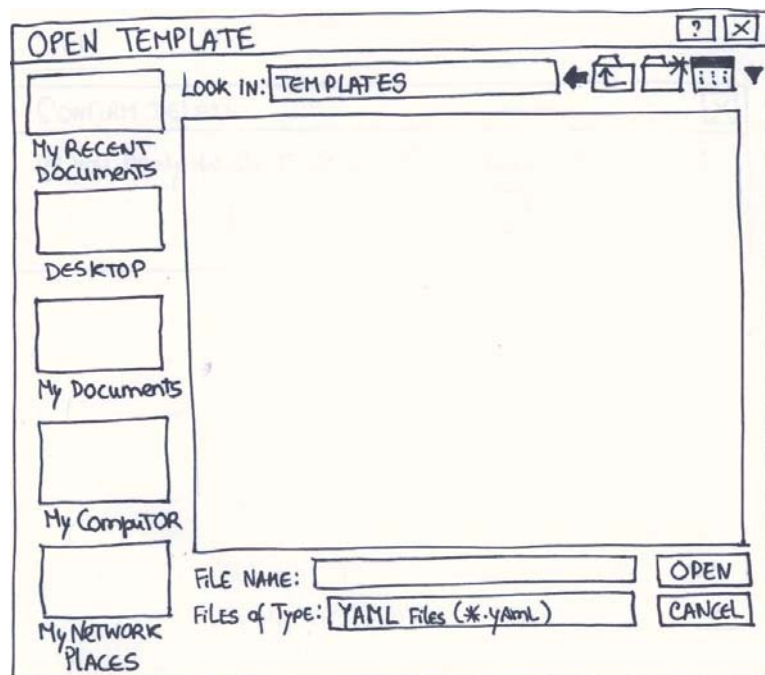 OPEN TEMPLATE
? X
LOOK IN: TEMPLATES
My RECENT
DOCUMENTS
DESKTOP
My DOCUMENTS
My COMPUTOR
My NETWORK
PLACES
FILE NAME:
OPEN
FILES of TYPE: YAML FILES (*.yAmL)
CANCEL